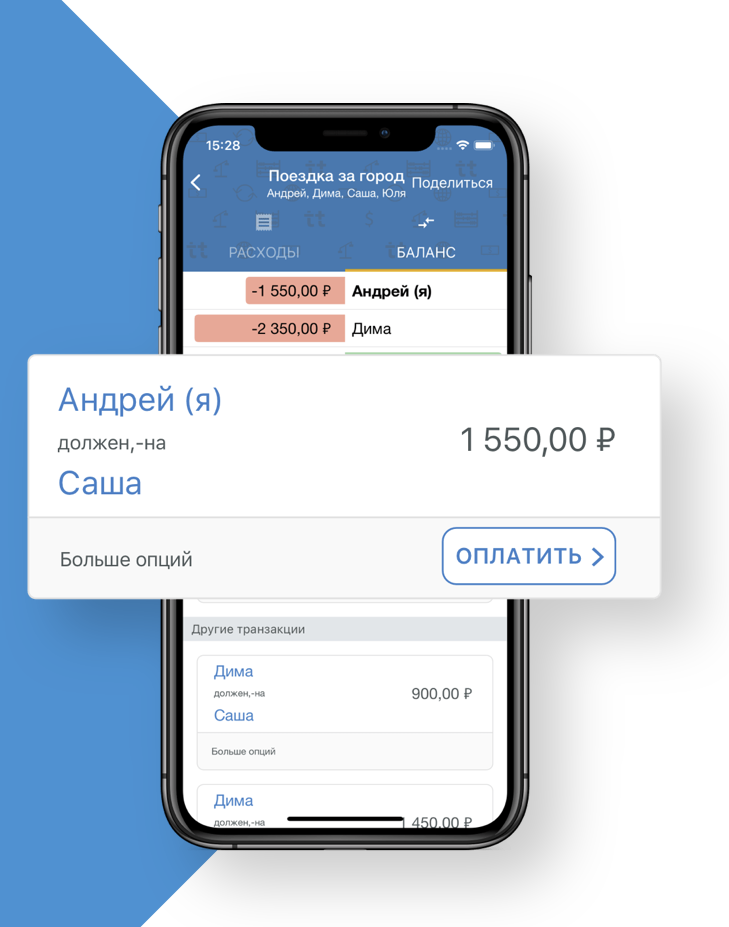 15:28
Поездка за город
Андрей, Дима, Саша, Юля
Поделиться
РАСХОДЫ
БАЛАНС
-1 550,00 ₽ Андрей (я)
-2 350,00 ₽ Дима
Андрей (я)
должен,-на
1 550,00 ₽
Саша
Больше опций
ОПЛАТИТЬ
Другие транзакции
Дима
должен,-на
900,00 ₽
Саша
Больше опций
Дима
должен,-на
1 450,00 ₽